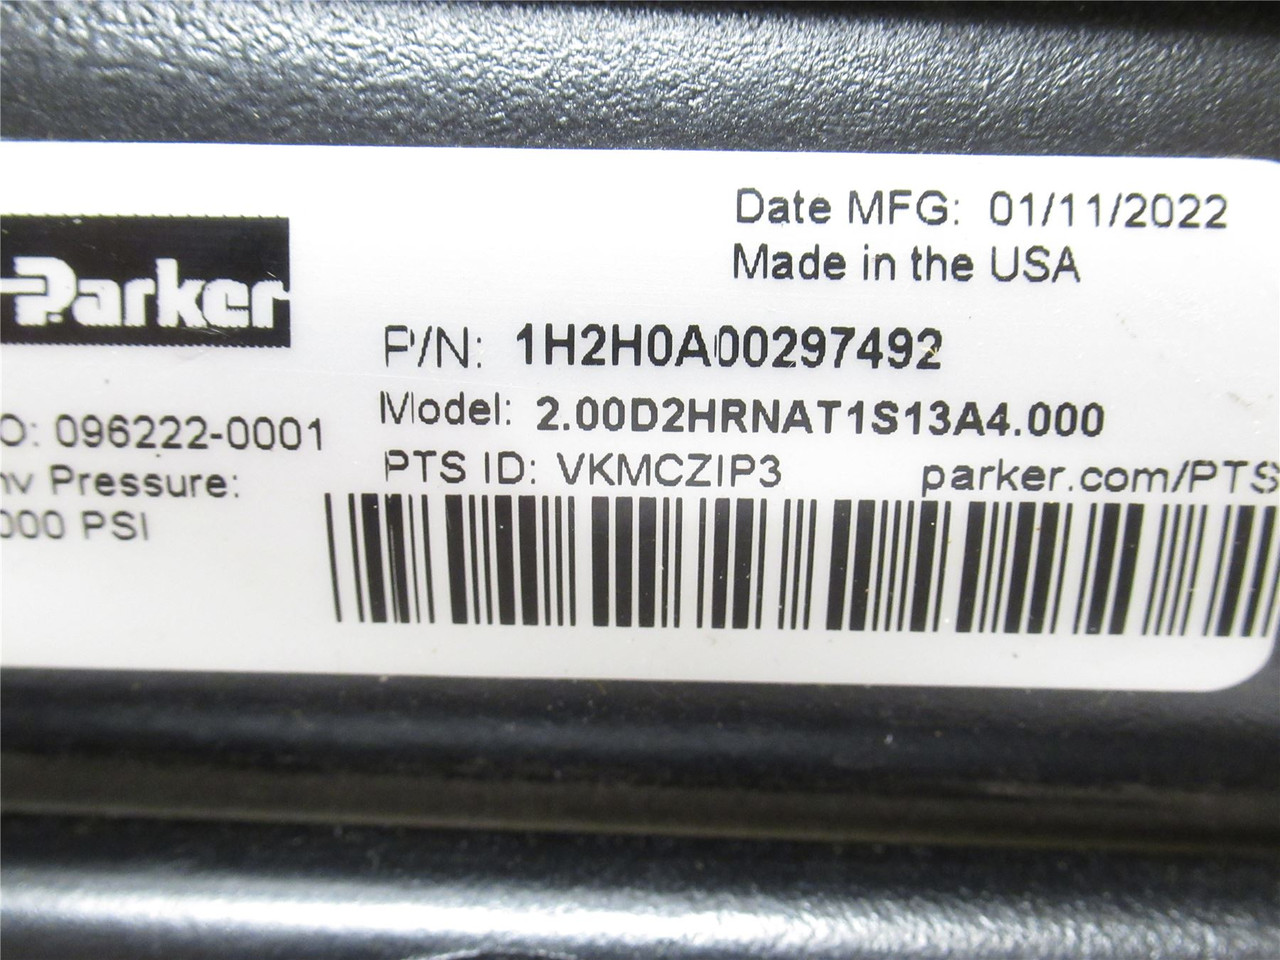 Parker
Date MFG: 01/11/2022
Made in the USA
P/N: 1H2H0A00297492
Model: 2.00D2HRNAT1S13A4.000
O: 096222-0001
PTS ID: VKMCZIP3 parker.com/PTS
Pressure:
000 PSI